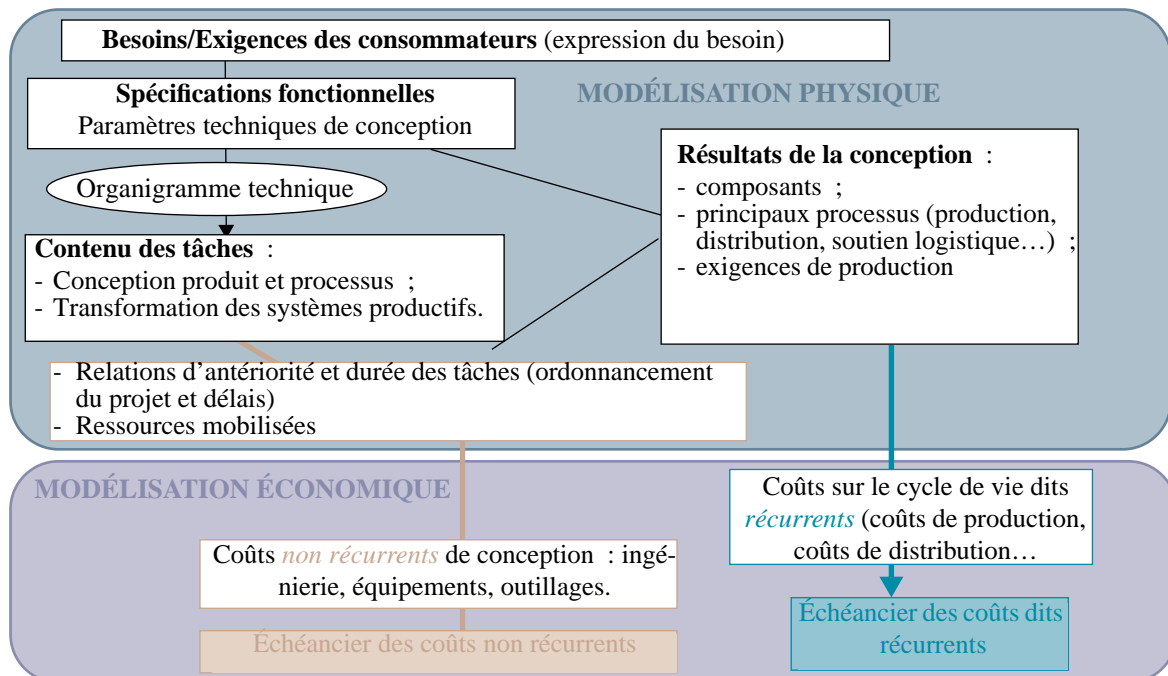 Besoins/Exigences des consommateurs (expression du besoin)
Spécifications fonctionnelles
Paramètres techniques de conception
MODÉLISATION PHYSIQUE
Organigramme technique
Contenu des tâches :
- Conception produit et processus ;
- Transformation des systèmes productifs.
Résultats de la conception :
- composants ;
- principaux processus (production,
distribution, soutien logistique…) ;
- exigences de production
- Relations d’antériorité et durée des tâches (ordonnancement
du projet et délais)
- Ressources mobilisées
MODÉLISATION ÉCONOMIQUE
Coûts non récurrents de conception : ingé-
nierie, équipements, outillages.
Échéancier des coûts non récurrents
Coûts sur le cycle de vie dits
récurrents (coûts de production,
coûts de distribution…
Échéancier des coûts dits
récurrents